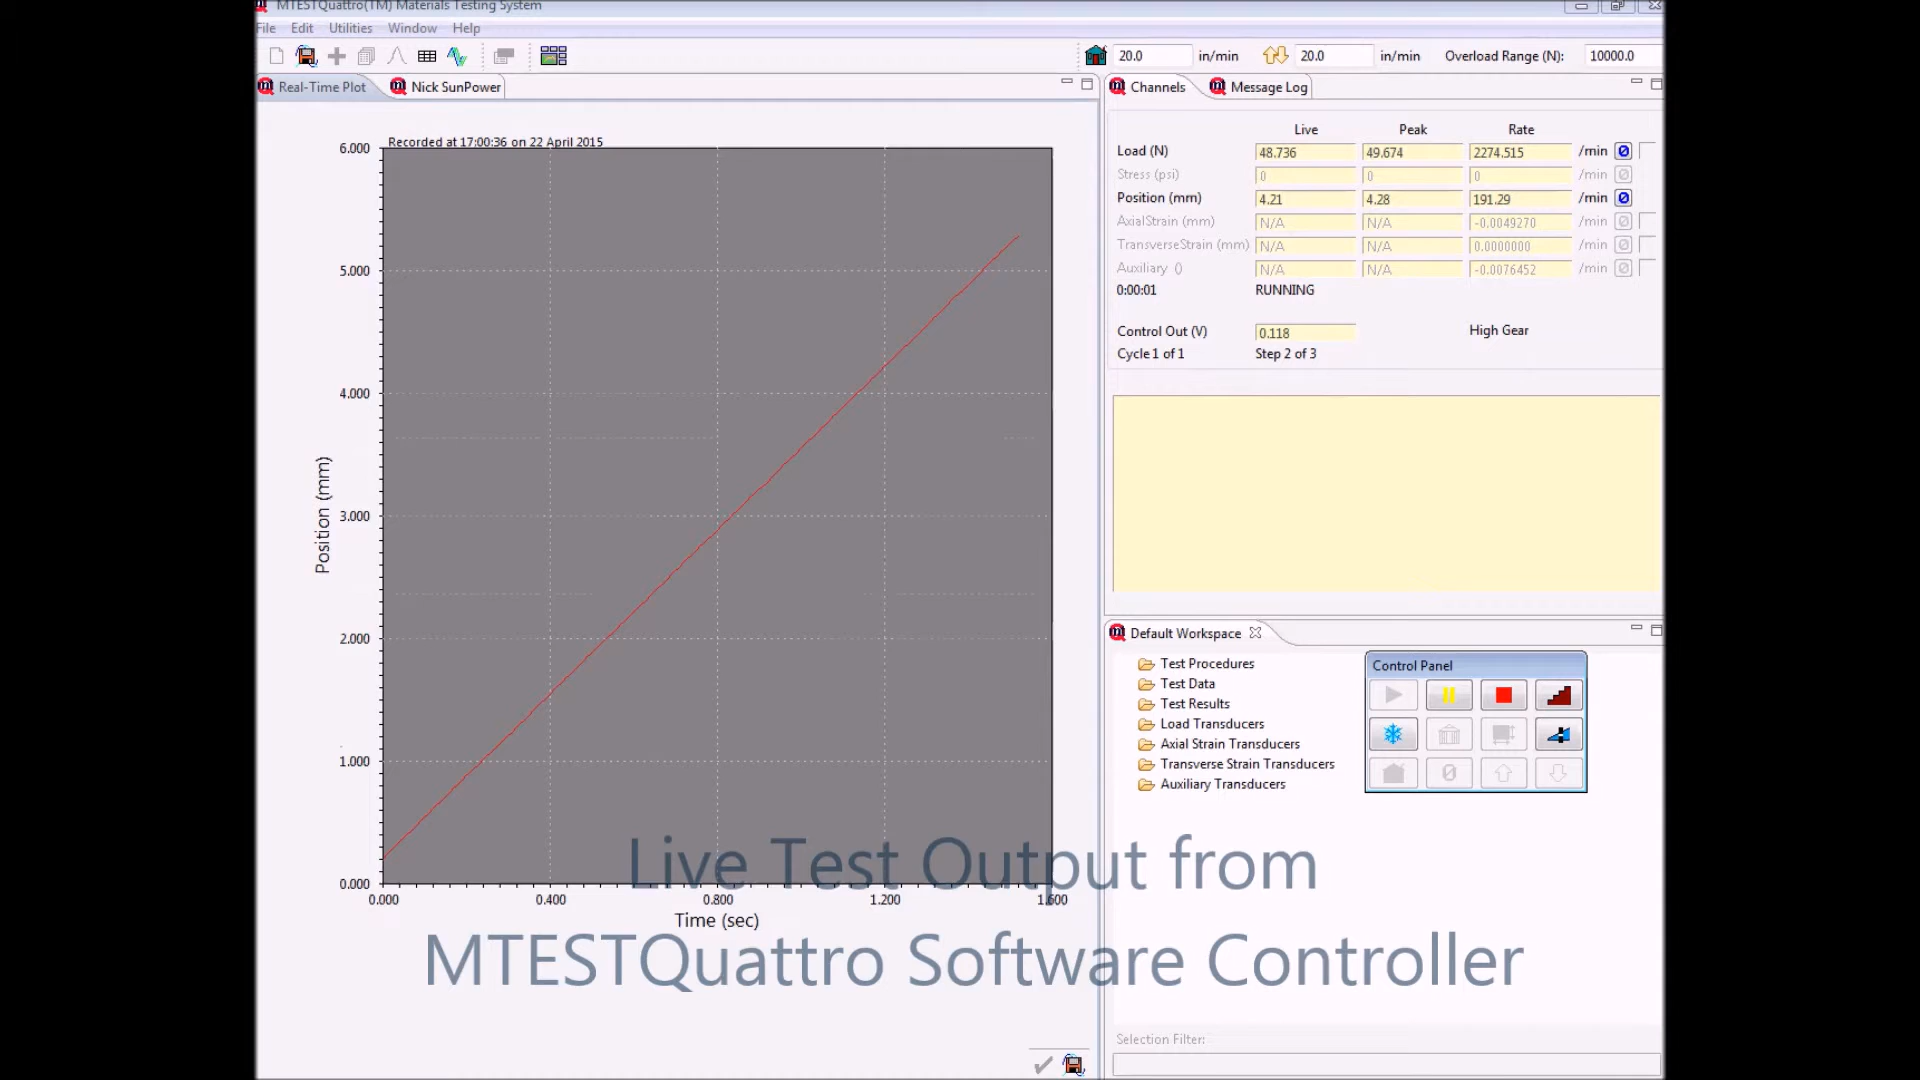 MTESTQuattro(TM) Materials Testing System
File Edit Utilities Window Help
20.0 in/min 20.0 in/min Overload Range (N): 10000.0
Real-Time Plot Nick SunPower
Channels Message Log
Recorded at 17:00:36 on 22 April 2015
6.000
5.000
4.000
3.000
2.000
1.000
0.000
Position (mm)
0.000 0.400 0.800 1.200 1.600
Time (sec)
Live Peak Rate
Load (N) 48.736 49.674 2274.515 /min
Stress (psi) 0 0 0 /min
Position (mm) 4.21 4.28 191.29 /min
AxialStrain (mm) N/A N/A -0.0049270 /min
TransverseStrain (mm) N/A N/A 0.0000000 /min
Auxiliary () N/A N/A -0.0076452 /min
0:00:01 RUNNING
Control Out (V) 0.118 High Gear
Cycle 1 of 1 Step 2 of 3
Default Workspace
Test Procedures
Test Data
Test Results
Load Transducers
Axial Strain Transducers
Transverse Strain Transducers
Auxiliary Transducers
Control Panel
0
Live Test Output from
MTESTQuattro Software Controller
Selection Filter: